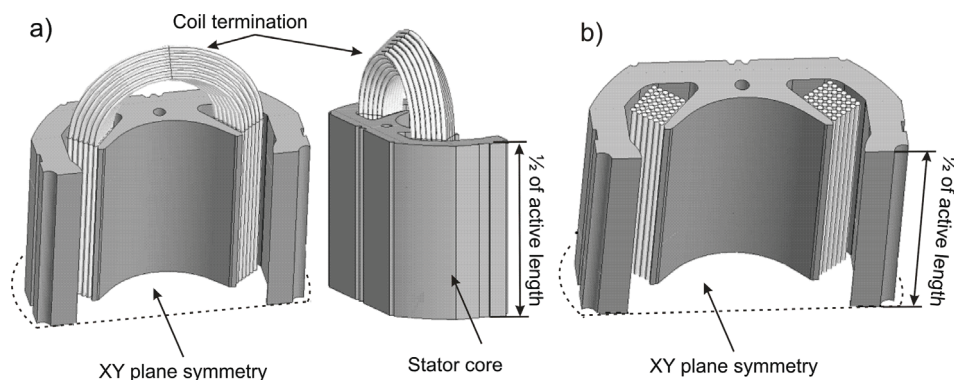 a)
Coil termination
½ of active length
XY plane symmetry
Stator core
b)
½ of active length
XY plane symmetry